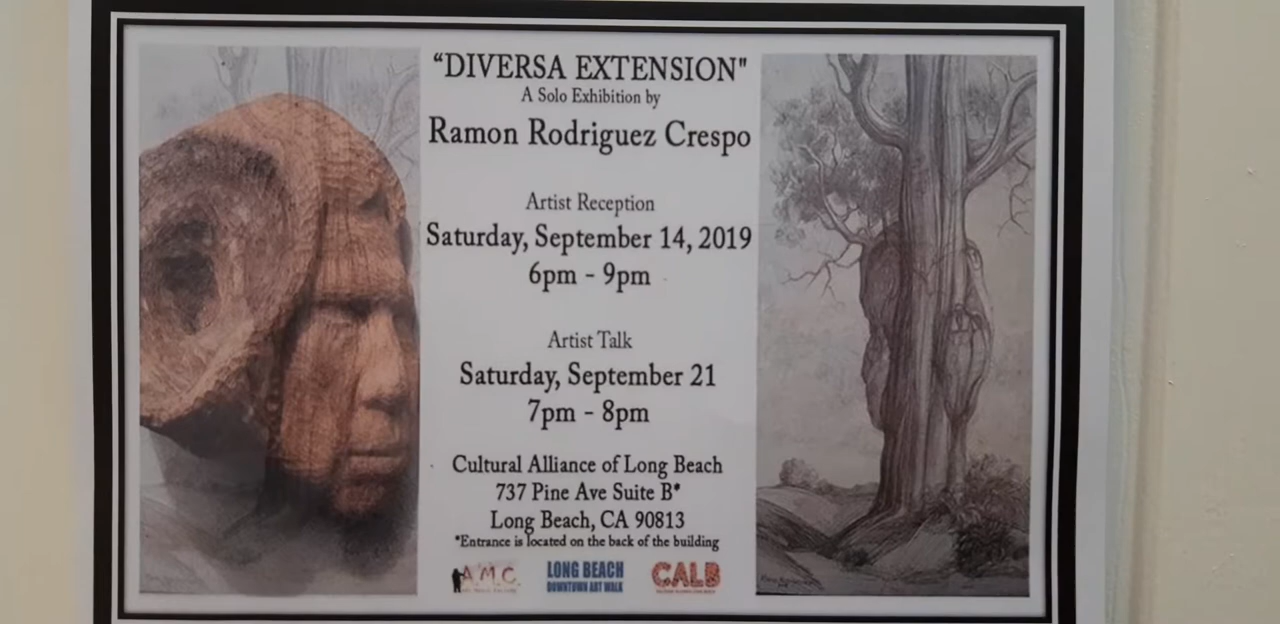 “DIVERSA EXTENSION"
A Solo Exhibition by
Ramon Rodriguez Crespo
Artist Reception
Saturday, September 14, 2019
6pm - 9pm
Artist Talk
Saturday, September 21
7pm - 8pm
Cultural Alliance of Long Beach
737 Pine Ave Suite B*
Long Beach, CA 90813
*Entrance is located on the back of the building
A.M.C.
LONG BEACH
DOWNTOWN ART WALK
CALB